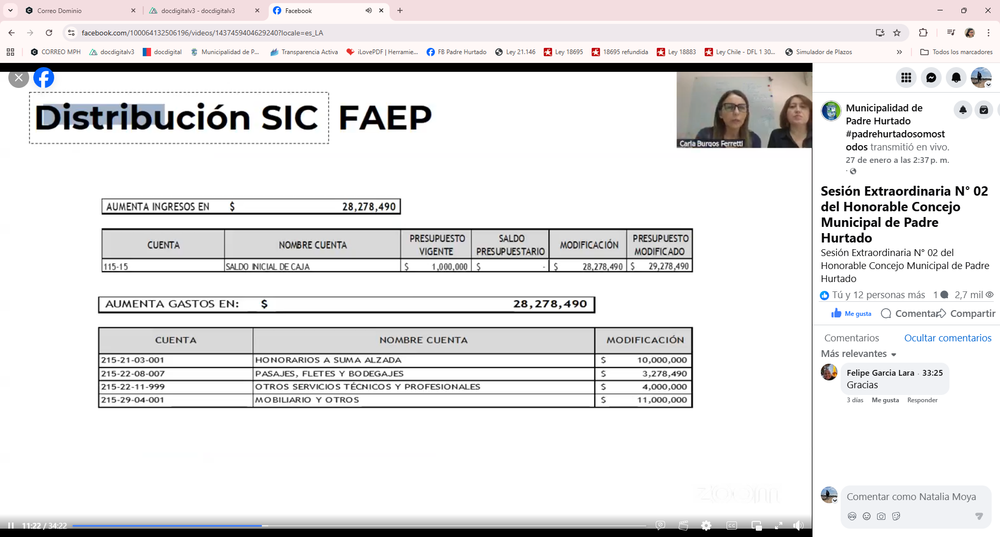 Correo Dominio
docdigitalv3 - docdigitalv3
Facebook
facebook.com/100064132506196/videos/1437459404629240?locale=es_LA
CORREO MPH
docdigitalv3
docdigital
Municipalidad de P...
Transparencia Activa
iLovePDF | Herramie...
FB Padre Hurtado
Ley 21.146
Ley 18695
18695 refundida
Ley 18883
Ley Chile - DFL 1 30...
Simulador de Plazos
Todos los marcadores
Distribución SIC FAEP
Carla Burgos Ferretti
AUMENTA INGRESOS EN $ 28,278,490
CUENTA NOMBRE CUENTA PRESUPUESTO VIGENTE SALDO PRESUPUESTARIO MODIFICACIÓN PRESUPUESTO MODIFICADO
115-15 SALDO INICIAL DE CAJA $ 1,000,000 $ - $ 28,278,490 $ 29,278,490
AUMENTA GASTOS EN: $ 28,278,490
CUENTA NOMBRE CUENTA MODIFICACIÓN
215-21-03-001 HONORARIOS A SUMA ALZADA $ 10,000,000
215-22-08-007 PASAJES, FLETES Y BODEGAJES $ 3,278,490
215-22-11-999 OTROS SERVICIOS TÉCNICOS Y PROFESIONALES $ 4,000,000
215-29-04-001 MOBILIARIO Y OTROS $ 11,000,000
zoom
11:22 / 34:22
Municipalidad de
Padre Hurtado
#padrehurtadosomost
odos transmitió en vivo.
27 de enero a las 2:37 p. m.
·
Sesión Extraordinaria N° 02
del Honorable Concejo
Municipal de Padre
Hurtado
Sesión Extraordinaria N° 02 del
Honorable Concejo Municipal de Padre
Hurtado
Tú y 12 personas más 1 2,7 mil
Me gusta Comentar Compartir
Comentarios Ocultar comentarios
Más relevantes
Felipe Garcia Lara · 33:25
Gracias
3 días Me gusta Responder
Comentar como Natalia Moya